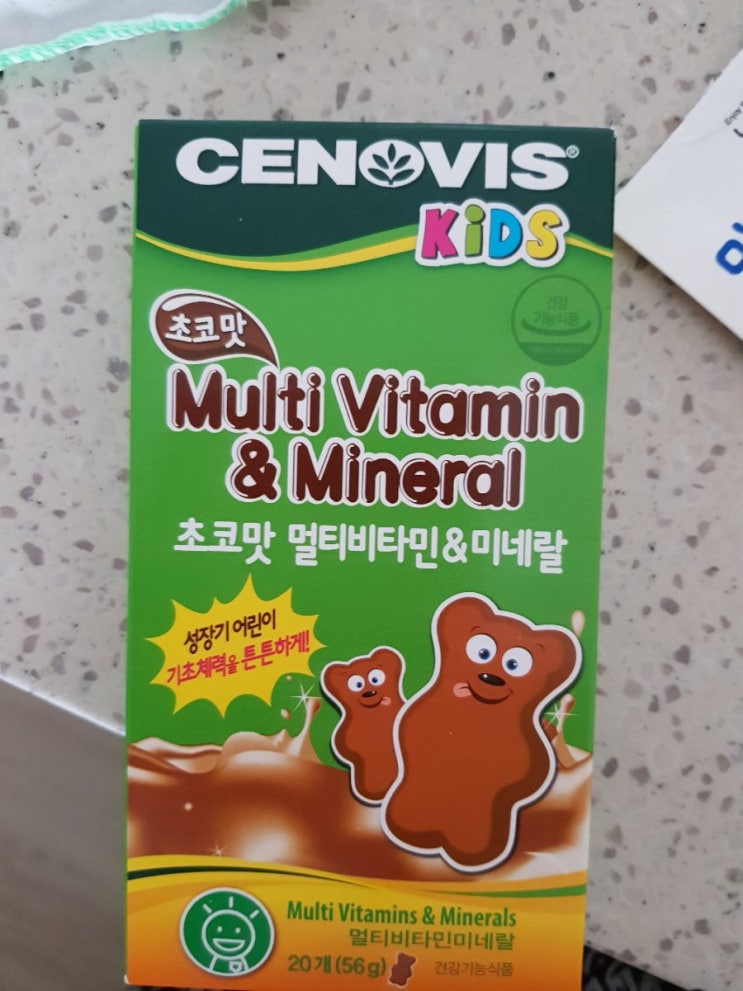 CENOVIS®
KiDS
건강
기능식품
초코맛
Multi Vitamin
& Mineral
초코맛 멀티비타민&미네랄
성장기 어린이
기초체력을 튼튼하게!
Multi Vitamins & Minerals
멀티비타민미네랄
20개(56g)
건강기능식품